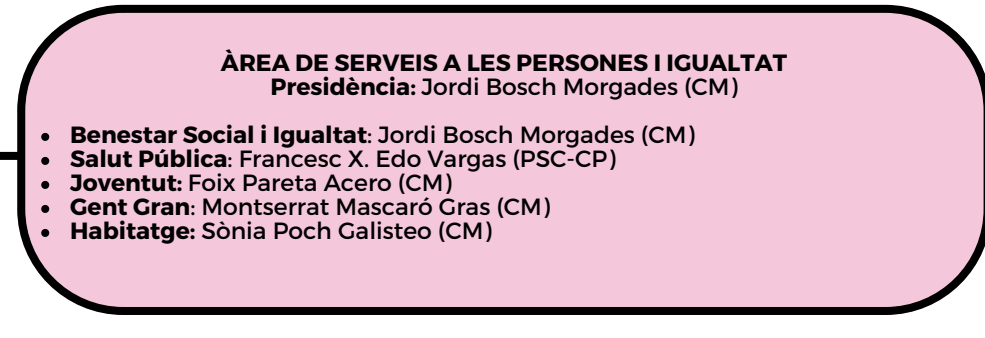 ÀREA DE SERVEIS A LES PERSONES I IGUALTAT
Presidència: Jordi Bosch Morgades (CM)
• Benestar Social i Igualtat: Jordi Bosch Morgades (CM)
• Salut Pública: Francesc X. Edo Vargas (PSC-CP)
• Joventut: Foix Pareta Acero (CM)
• Gent Gran: Montserrat Mascaró Gras (CM)
• Habitatge: Sònia Poch Galisteo (CM)